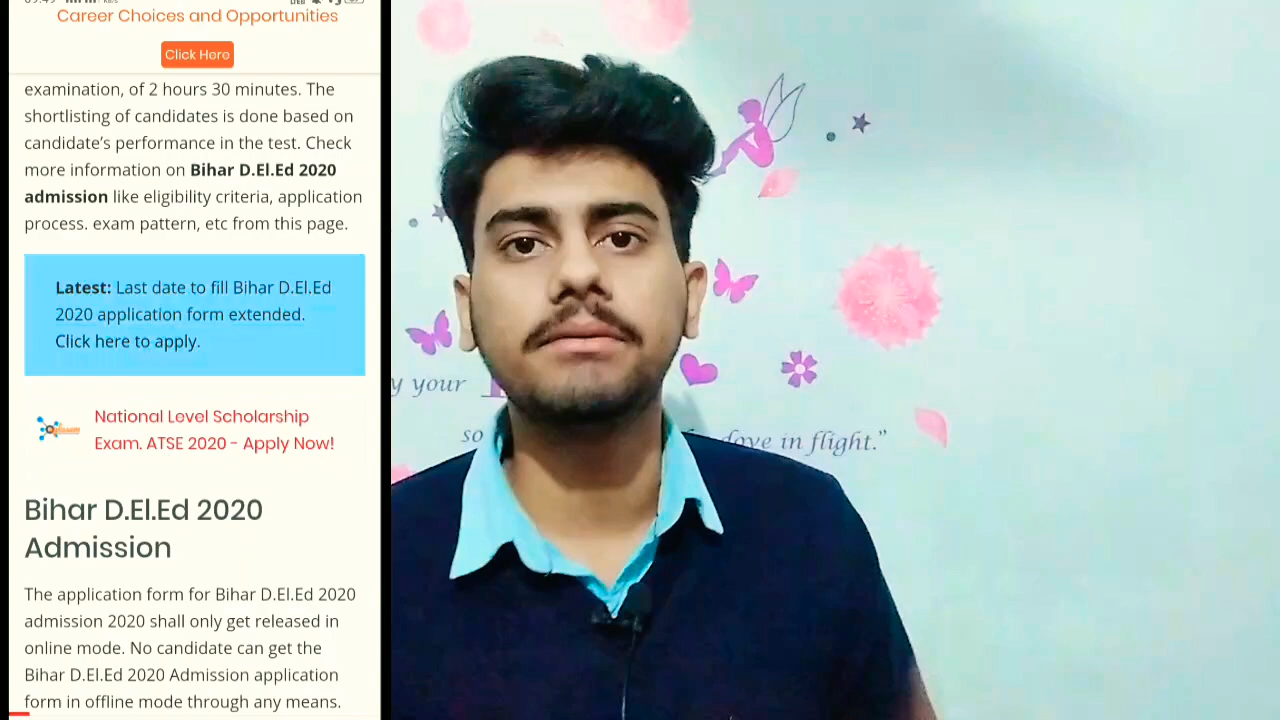 Career Choices and Opportunities
Click Here
examination, of 2 hours 30 minutes. The
shortlisting of candidates is done based on
candidate's performance in the test. Check
more information on Bihar D.El.Ed 2020
admission like eligibility criteria, application
process. exam pattern, etc from this page.
Latest: Last date to fill Bihar D.El.Ed
2020 application form extended.
Click here to apply.
National Level Scholarship
Exam. ATSE 2020 - Apply Now!
Bihar D.El.Ed 2020
Admission
The application form for Bihar D.El.Ed 2020
admission 2020 shall only get released in
online mode. No candidate can get the
Bihar D.El.Ed 2020 Admission application
form in offline mode through any means.
your
so
love in flight."